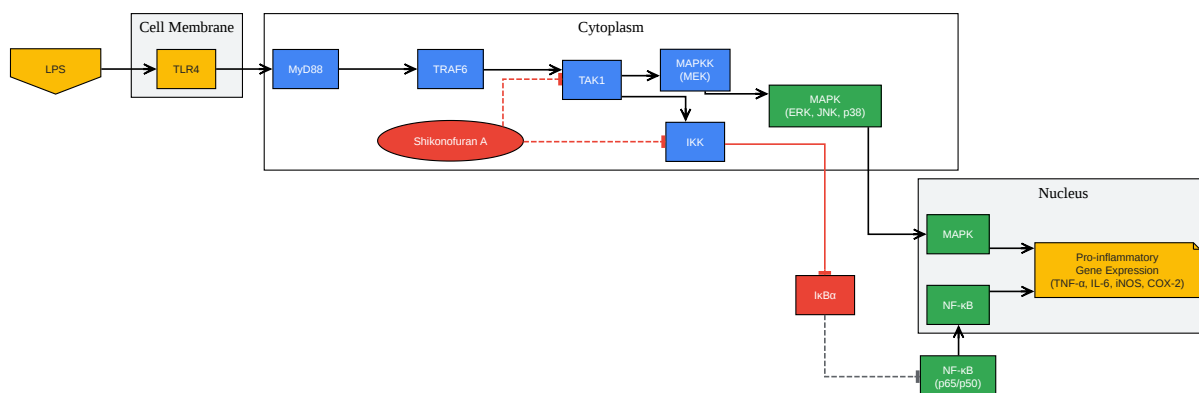 Cell Membrane
Cytoplasm
LPS
TLR4
MyD88
TRAF6
TAK1
MAPKK
(MEK)
MAPK
(ERK, JNK, p38)
Shikonofuran A
IKK
Nucleus
MAPK
Pro-inflammatory
Gene Expression
(TNF-α, IL-6, iNOS, COX-2)
IκBα
NF-κB
NF-κB
(p65/p50)